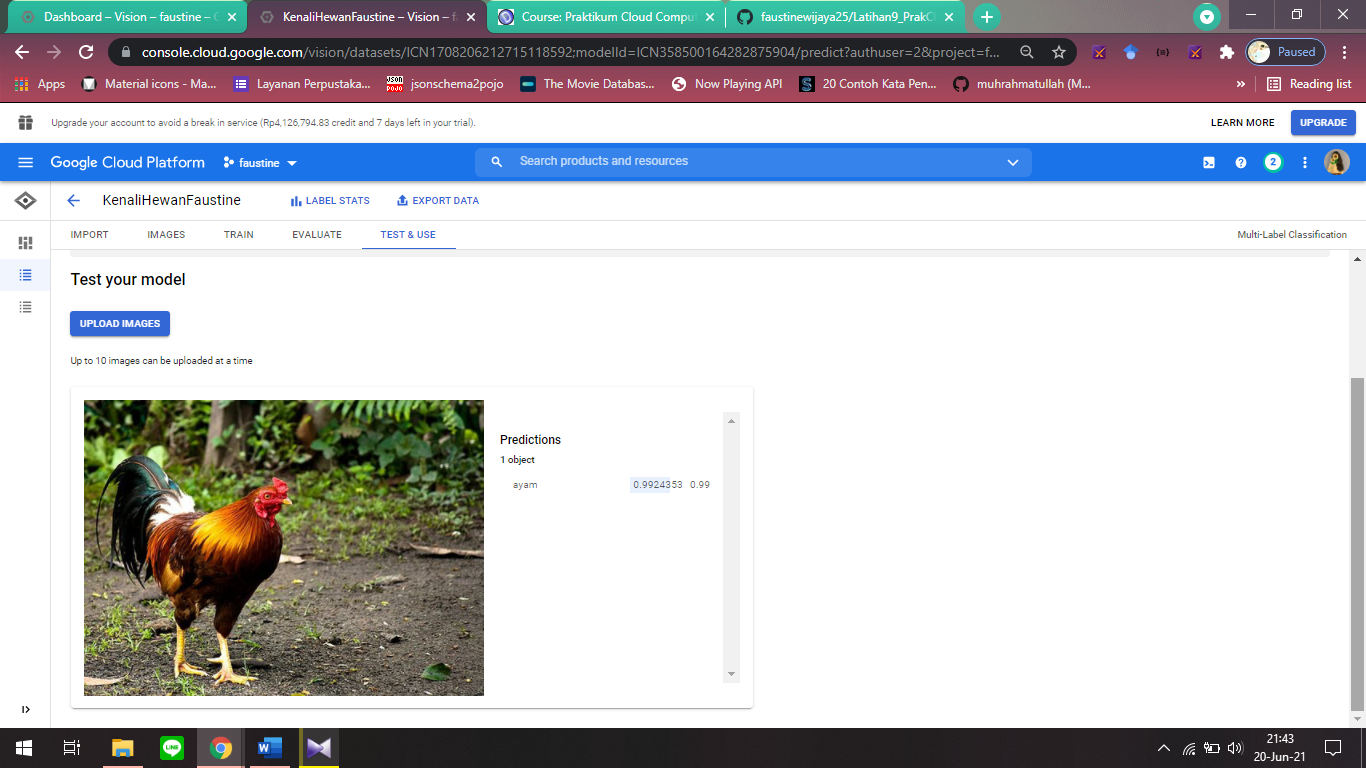 Dashboard – Vision – faustine – G
KenaliHewanFaustine – Vision – fa
Course: Praktikum Cloud Comput
faustinewijaya25/Latihan9_PrakCl
console.cloud.google.com/vision/datasets/ICN1708206212715118592;modelId=ICN358500164282875904/predict?authuser=2&project=f...
Paused
Apps
Material icons - Ma...
Layanan Perpustaka...
JSON POJO
jsonschema2pojo
The Movie Databas...
Now Playing API
20 Contoh Kata Pen...
muhrahmatullah (M...
»
Reading list
Upgrade your account to avoid a break in service (Rp4,126,794.83 credit and 7 days left in your trial).
LEARN MORE
UPGRADE
Google Cloud Platform
faustine
Search products and resources
2
KenaliHewanFaustine
LABEL STATS
EXPORT DATA
IMPORT
IMAGES
TRAIN
EVALUATE
TEST & USE
Multi-Label Classification
Test your model
UPLOAD IMAGES
Up to 10 images can be uploaded at a time
Predictions
1 object
ayam 0.9924353 0.99
LINE
21:43
20-Jun-21